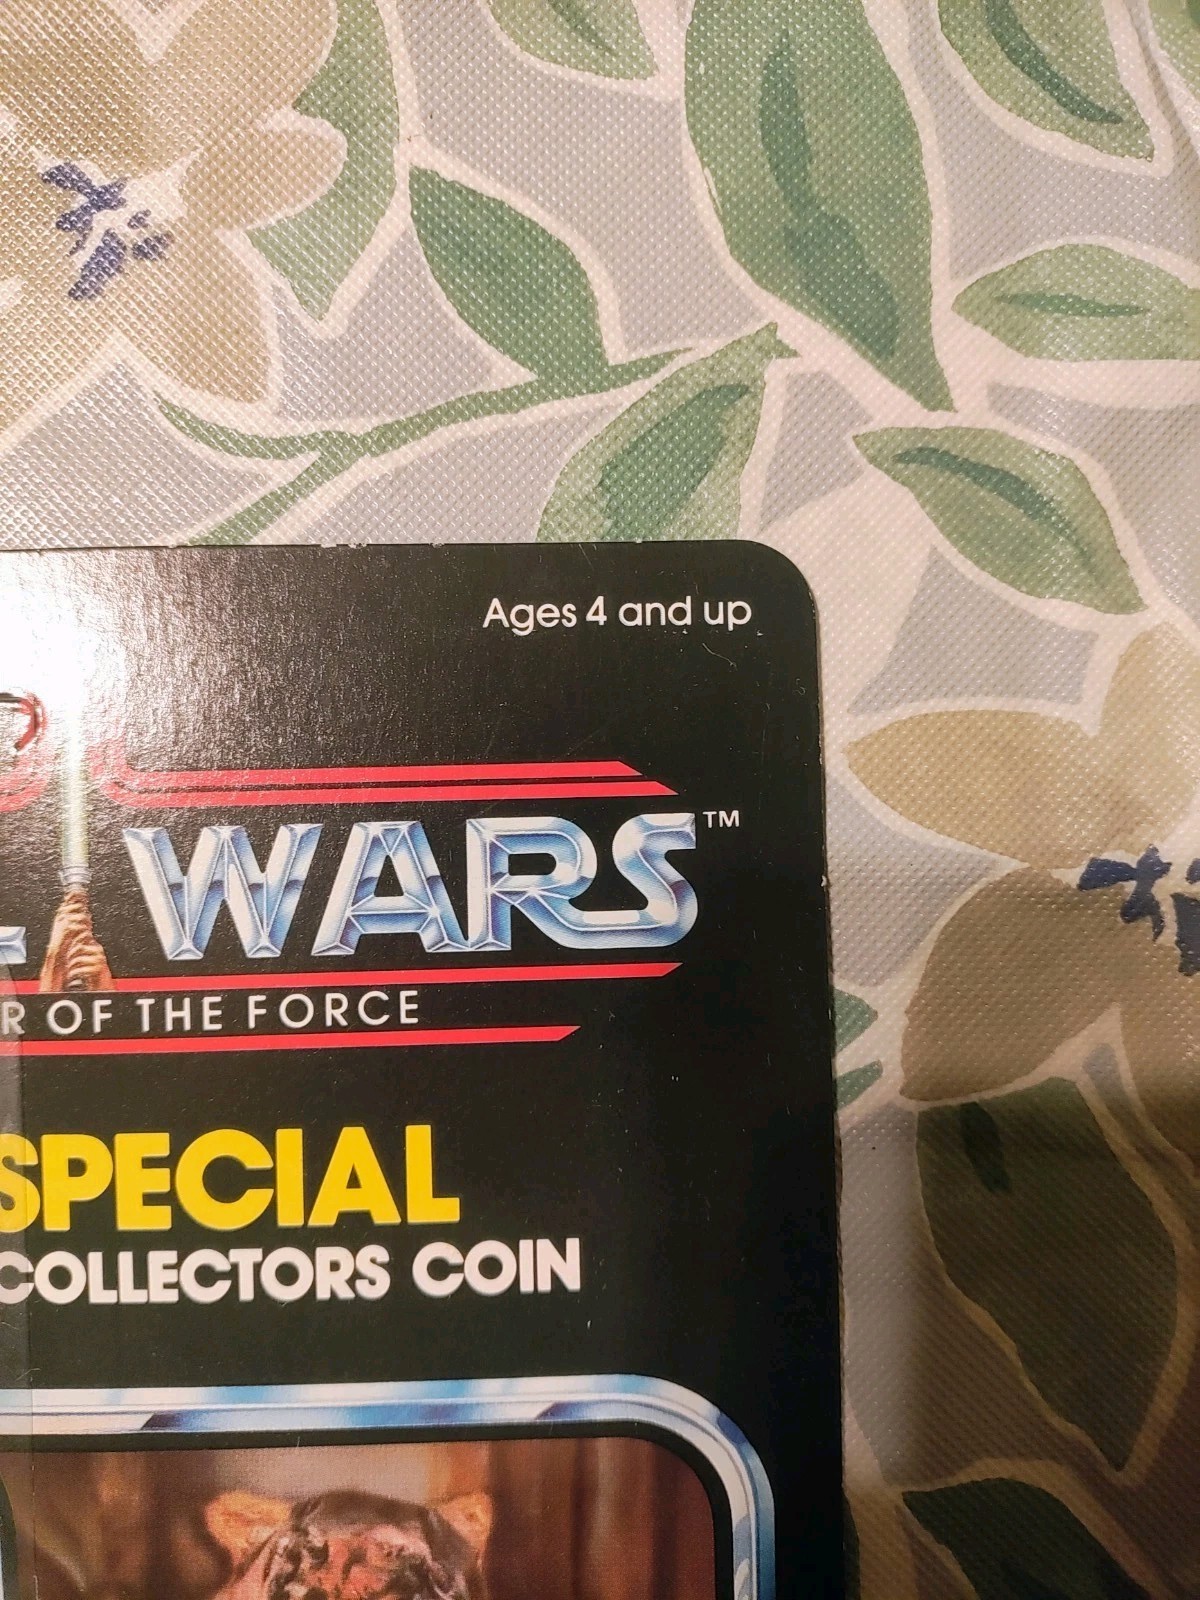 Ages 4 and up
WARS™
R OF THE FORCE
SPECIAL
COLLECTORS COIN